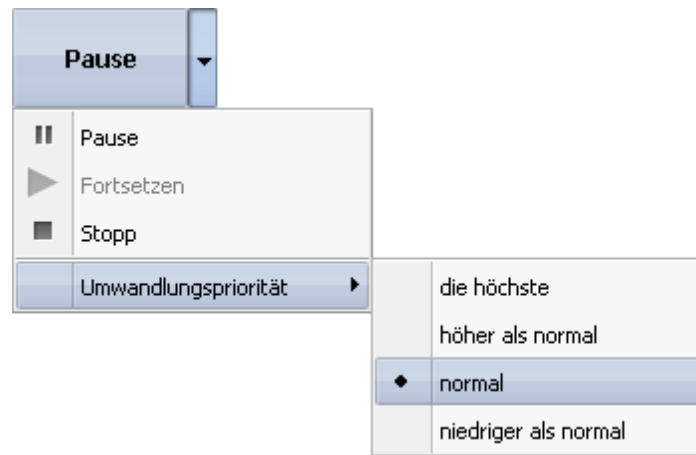 Pause
Pause
Fortsetzen
Stopp
Umwandlungspriorität
die höchste
höher als normal
normal
niedriger als normal